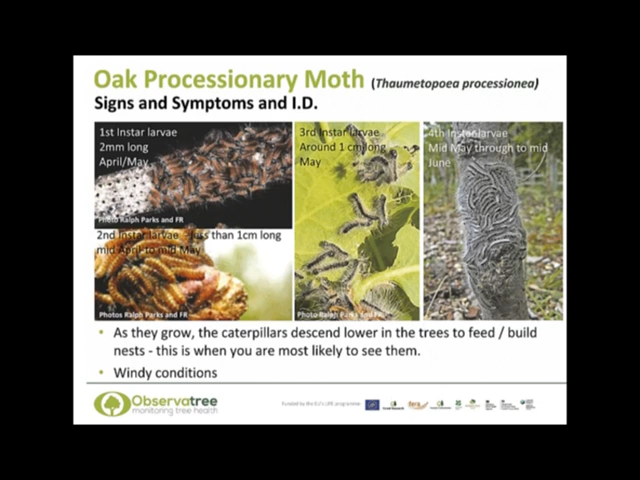 Oak Processionary Moth (Thaumetopoea processionea)
Signs and Symptoms and I.D.
1st Instar larvae
2mm long
April/May
Photo Ralph Parks and FR
2nd Instar larvae - less than 1cm long
mid April to mid May
Photos Ralph Parks and FR
3rd Instar larvae
Around 1 cm long
May
Photo Ralph Parks and FR
4th Instar larvae
Mid May through to mid
June
• As they grow, the caterpillars descend lower in the trees to feed / build
nests - this is when you are most likely to see them.
• Windy conditions
Observatree
monitoring tree health
Funded by the EU's LIFE programme
fera